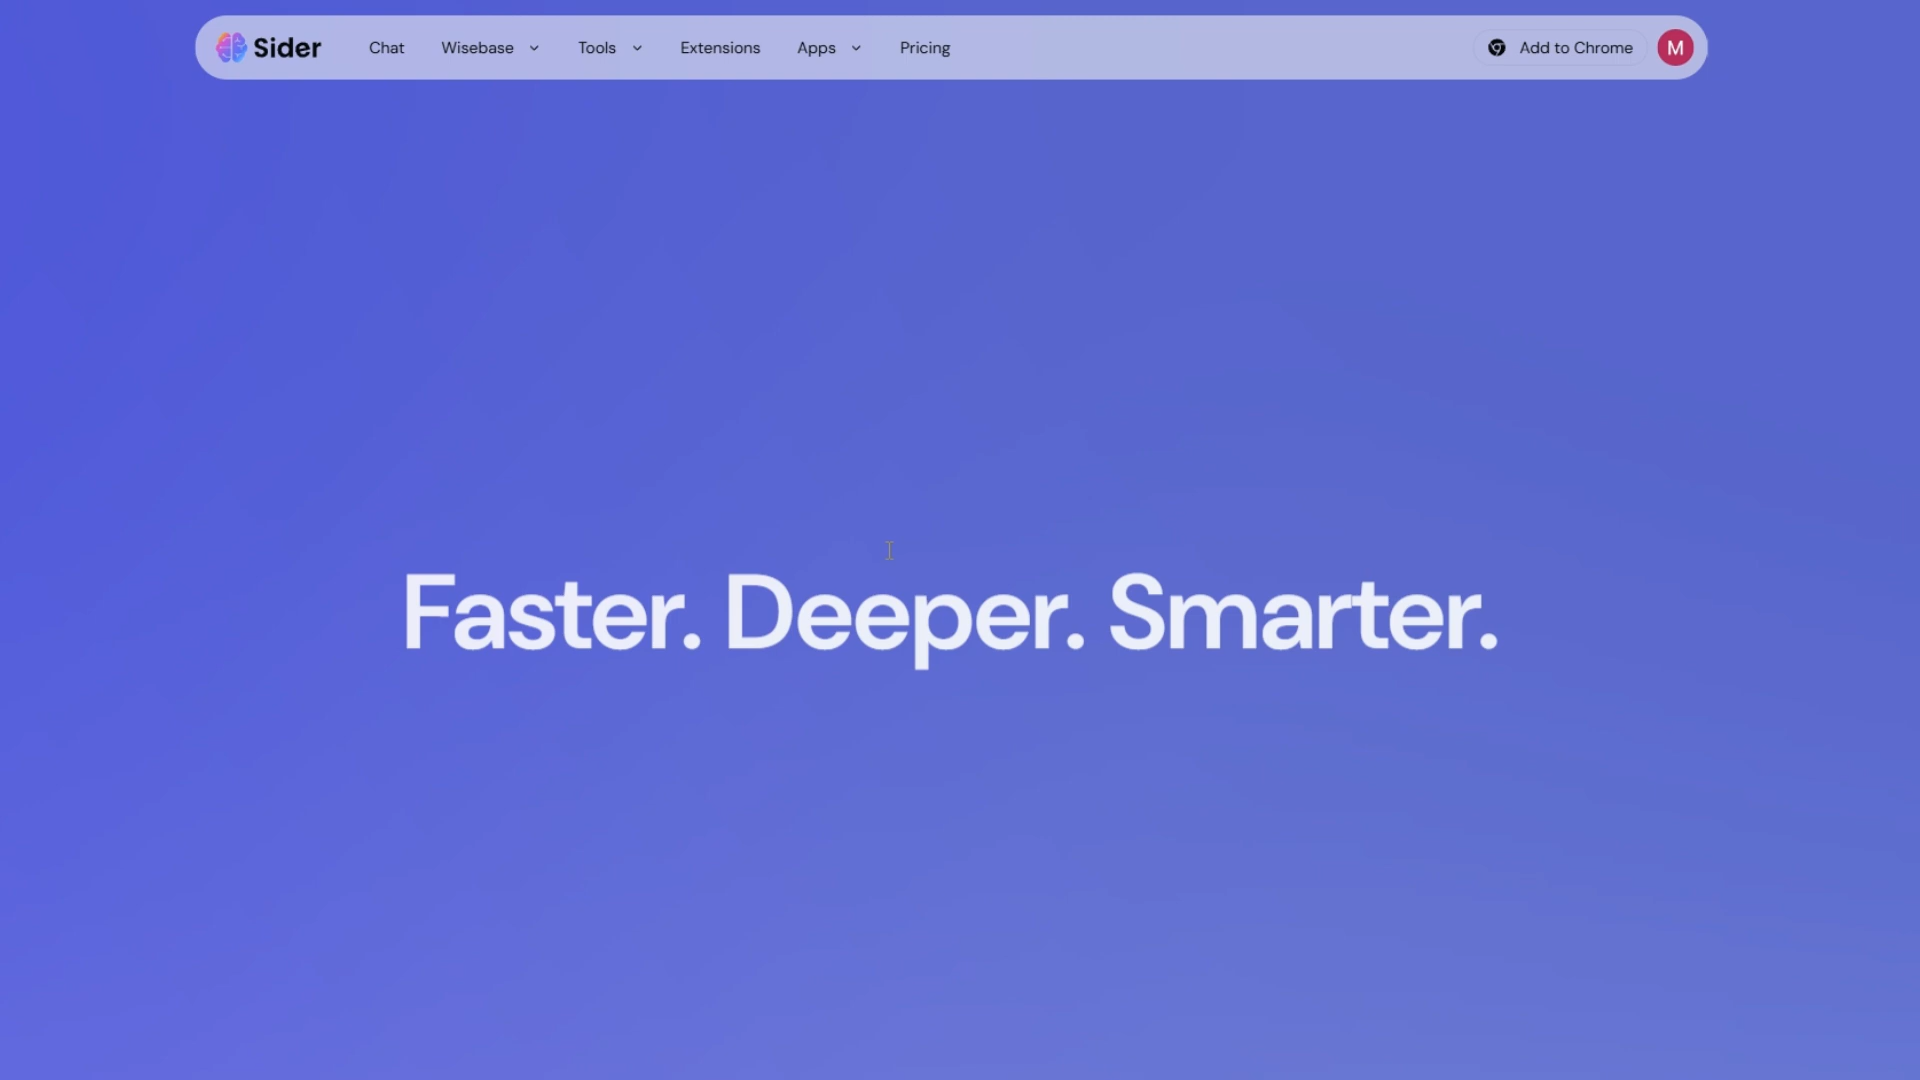 Sider Chat Wisebase Tools Extensions Apps Pricing Add to Chrome M
Faster. Deeper. Smarter.